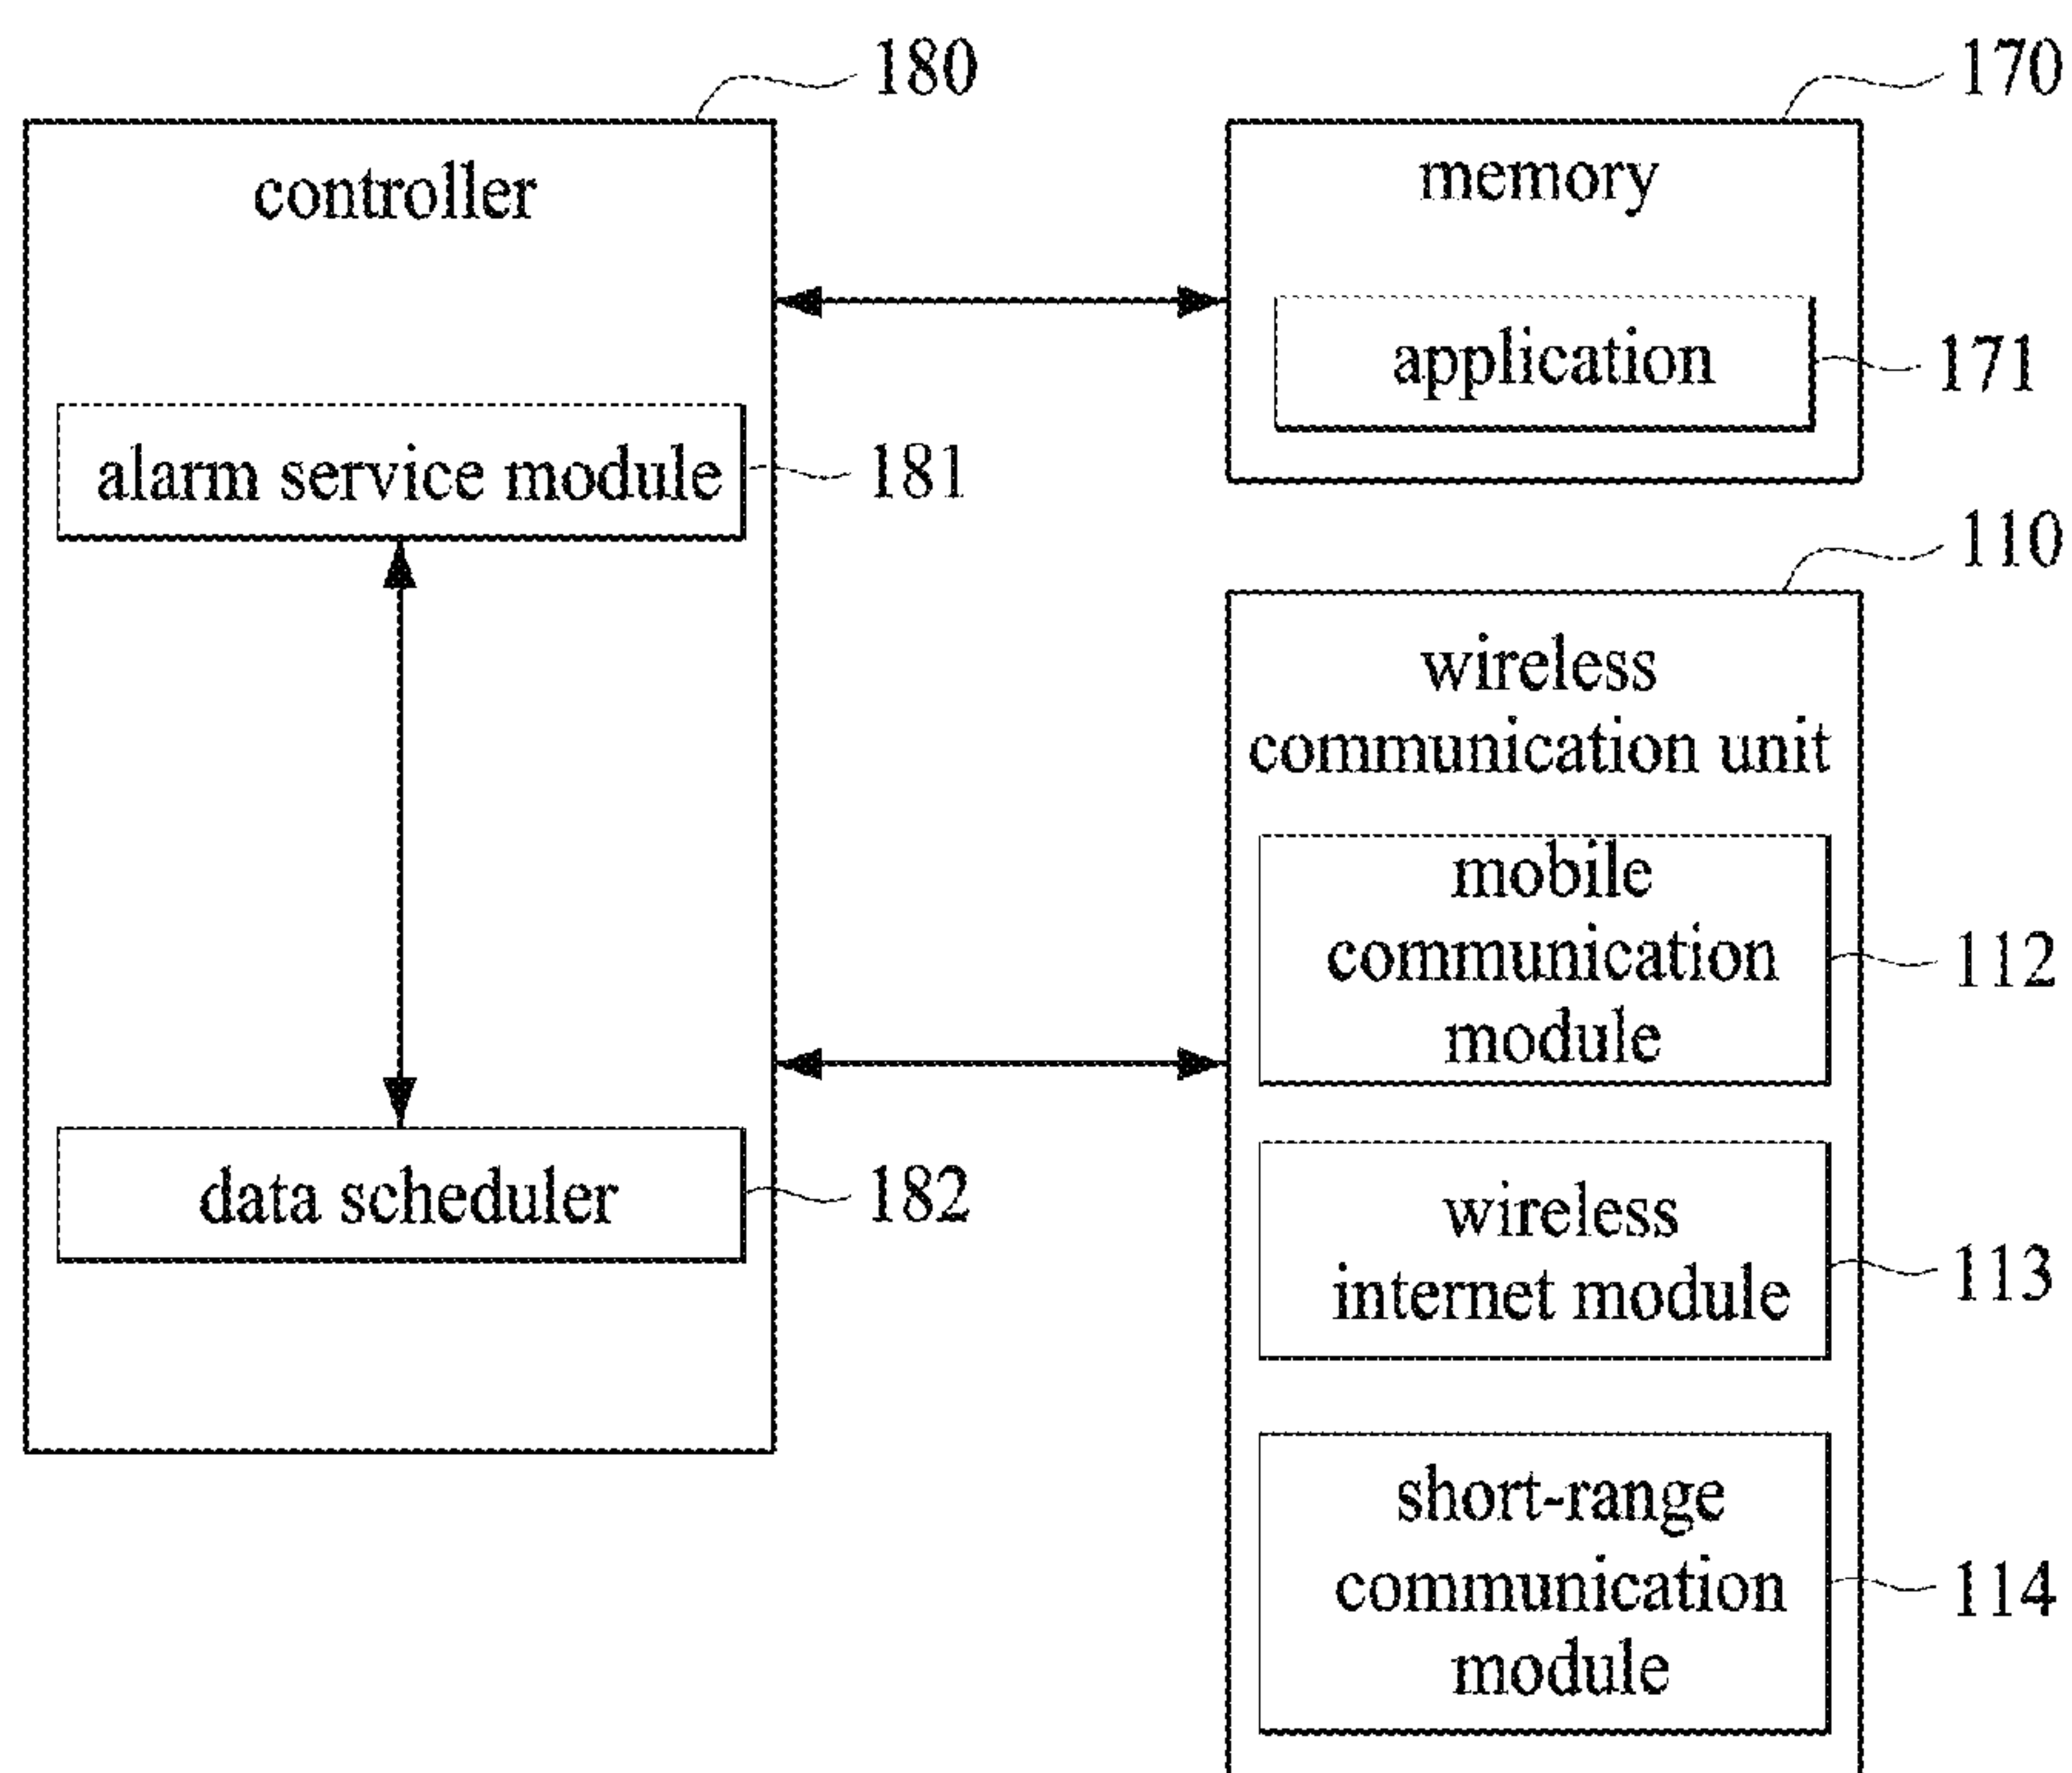 180
controller
alarm service module
181
data scheduler
182
170
memory
application
171
110
wireless
communication unit
mobile
communication
module
112
wireless
internet module
113
short-range
communication
module
114